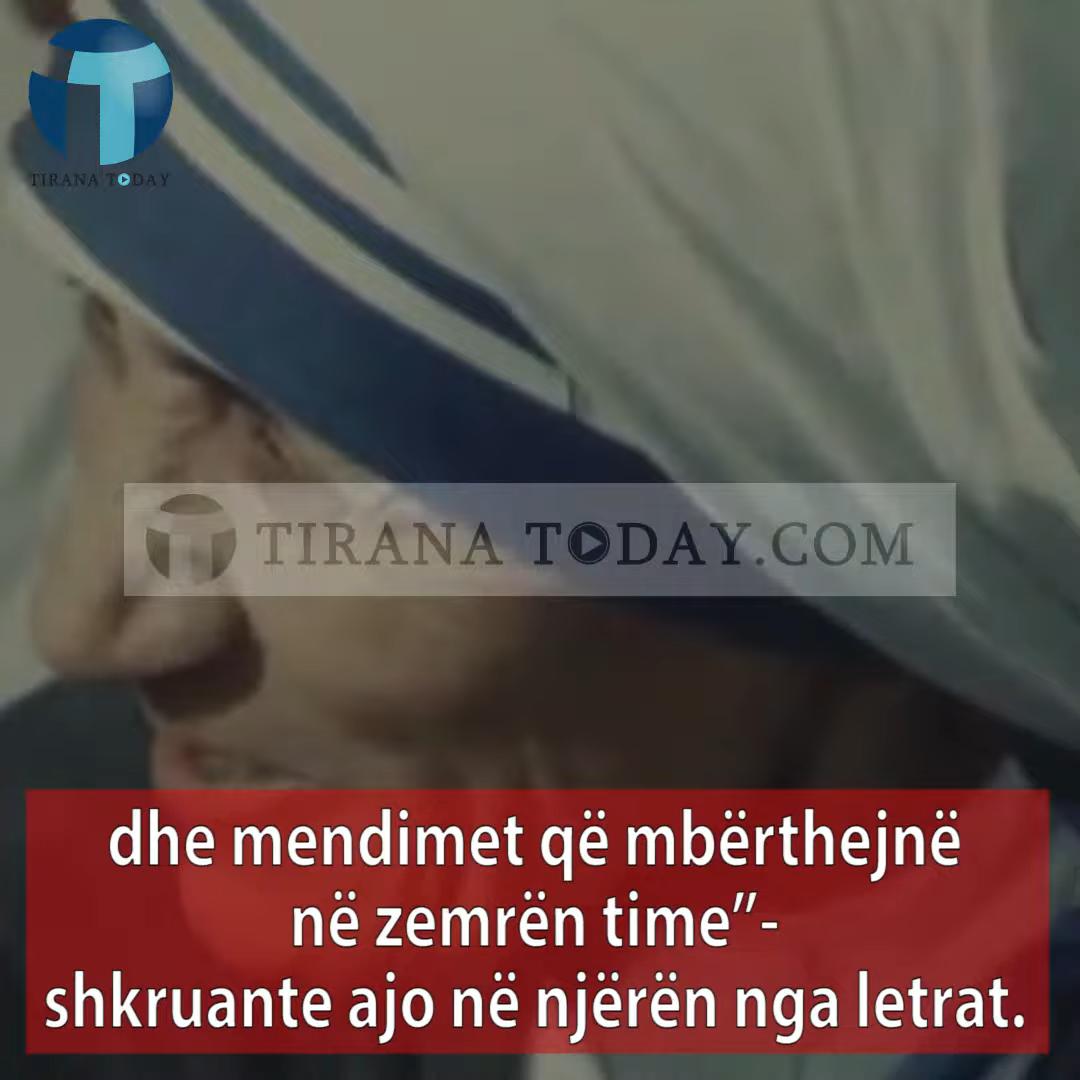 TIRANA TODAY
TIRANA TODAY.COM
dhe mendimet që mbërthejnë
në zemrën time”-
shkruante ajo në njërën nga letrat.